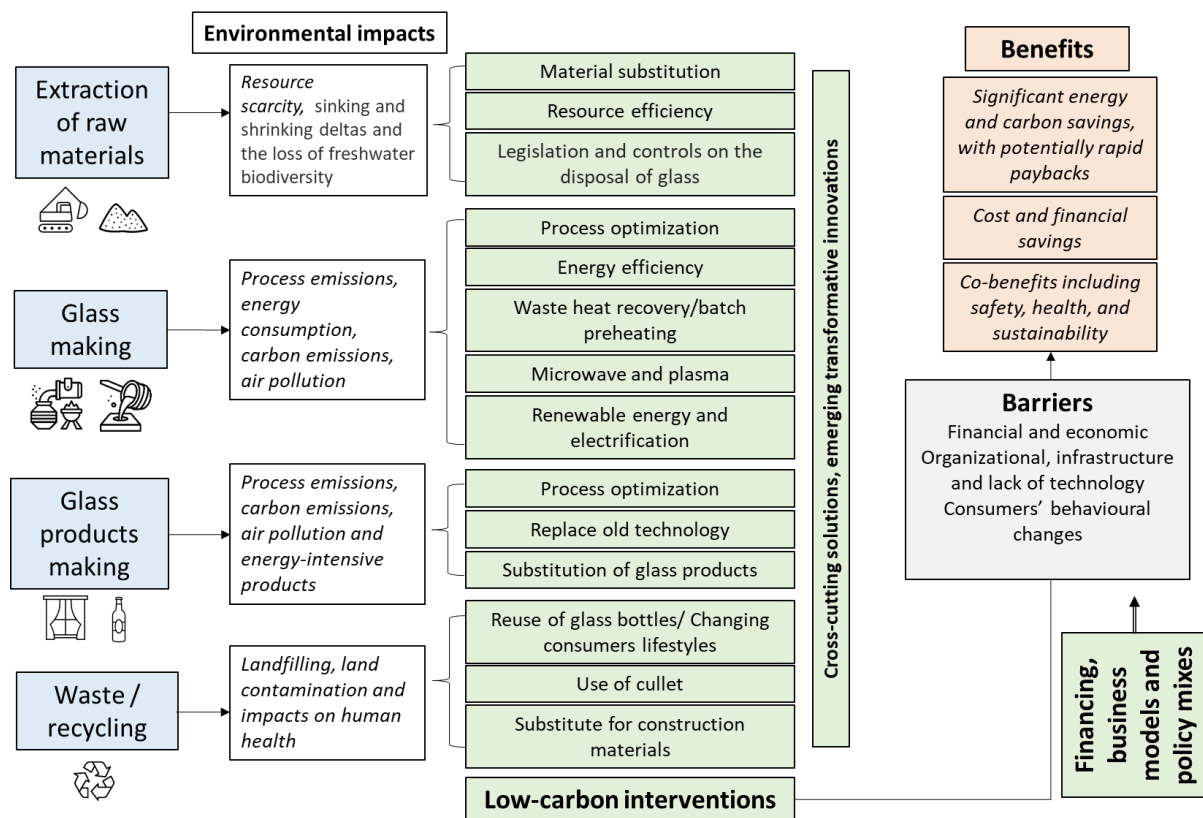 Environmental impacts
Extraction
of raw
materials
Resource
scarcity, sinking and
shrinking deltas and
the loss of freshwater
biodiversity
Material substitution
Resource efficiency
Legislation and controls on the
disposal of glass
Glass
making
Process emissions,
energy
consumption,
carbon emissions,
air pollution
Process optimization
Energy efficiency
Waste heat recovery/batch
preheating
Microwave and plasma
Renewable energy and
electrification
Glass
products
making
Process emissions,
carbon emissions,
air pollution and
energy-intensive
products
Process optimization
Replace old technology
Substitution of glass products
Waste /
recycling
Landfilling, land
contamination and
impacts on human
health
Reuse of glass bottles/ Changing
consumers lifestyles
Use of cullet
Substitute for construction
materials
Low-carbon interventions
Cross-cutting solutions, emerging transformative innovations
Benefits
Significant energy
and carbon savings,
with potentially rapid
paybacks
Cost and financial
savings
Co-benefits including
safety, health, and
sustainability
Barriers
Financial and economic
Organizational, infrastructure
and lack of technology
Consumers’ behavioural
changes
Financing,
business
models and
policy mixes